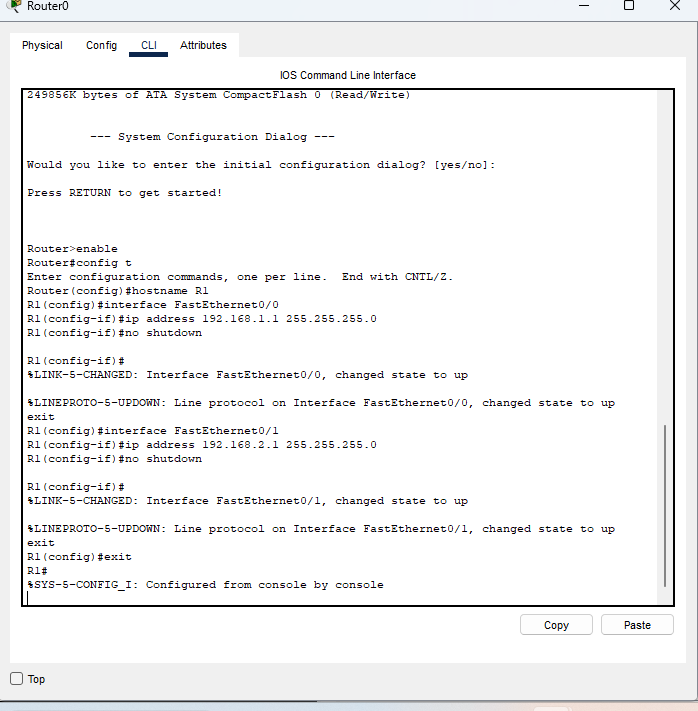 Router0
Physical Config CLI Attributes
IOS Command Line Interface
249856K bytes of ATA System CompactFlash 0 (Read/Write)
--- System Configuration Dialog ---
Would you like to enter the initial configuration dialog? [yes/no]:
Press RETURN to get started!
Router>enable
Router#config t
Enter configuration commands, one per line.  End with CNTL/Z.
Router(config)#hostname R1
R1(config)#interface FastEthernet0/0
R1(config-if)#ip address 192.168.1.1 255.255.255.0
R1(config-if)#no shutdown
R1(config-if)#
%LINK-5-CHANGED: Interface FastEthernet0/0, changed state to up
%LINEPROTO-5-UPDOWN: Line protocol on Interface FastEthernet0/0, changed state to up
exit
R1(config)#interface FastEthernet0/1
R1(config-if)#ip address 192.168.2.1 255.255.255.0
R1(config-if)#no shutdown
R1(config-if)#
%LINK-5-CHANGED: Interface FastEthernet0/1, changed state to up
%LINEPROTO-5-UPDOWN: Line protocol on Interface FastEthernet0/1, changed state to up
exit
R1(config)#exit
R1#
%SYS-5-CONFIG_I: Configured from console by console
Copy Paste
Top